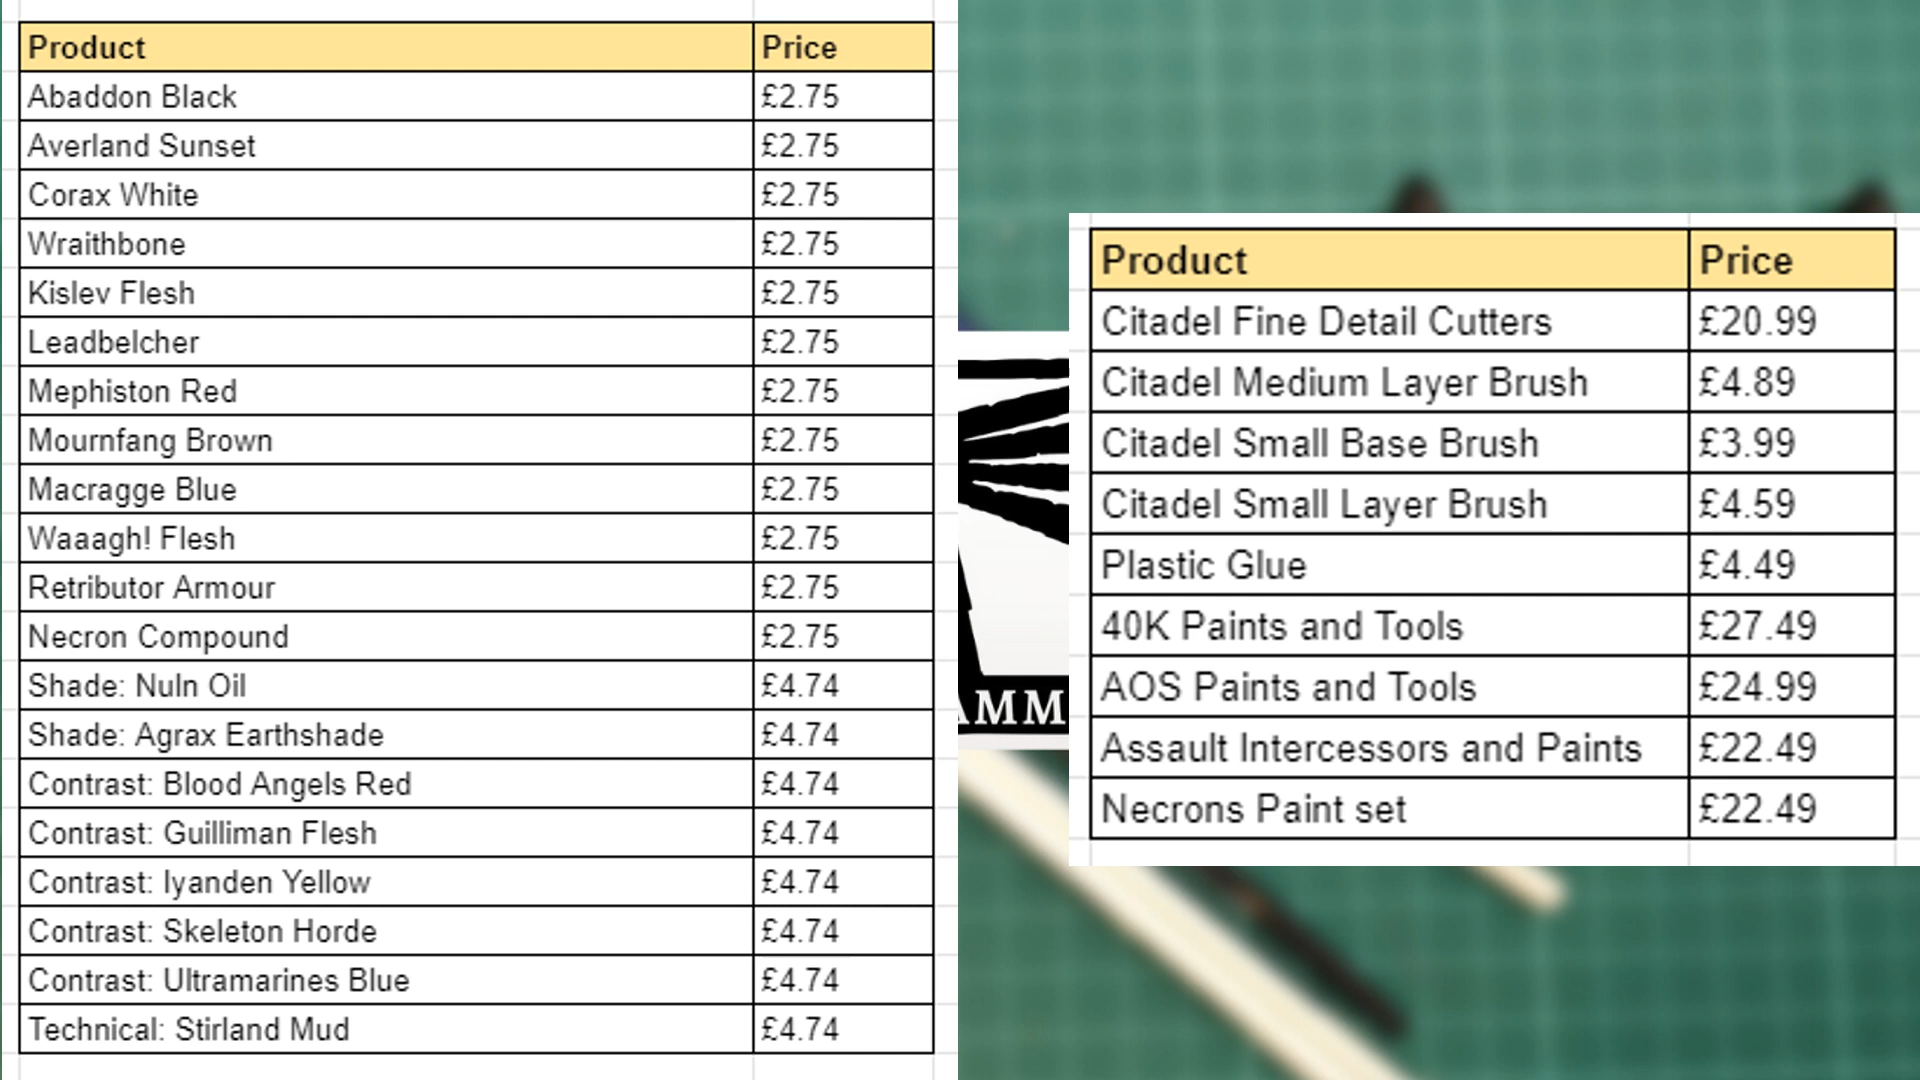 Product Price
Abaddon Black £2.75
Averland Sunset £2.75
Corax White £2.75
Wraithbone £2.75
Kislev Flesh £2.75
Leadbelcher £2.75
Mephiston Red £2.75
Mournfang Brown £2.75
Macragge Blue £2.75
Waaagh! Flesh £2.75
Retributor Armour £2.75
Necron Compound £2.75
Shade: Nuln Oil £4.74
Shade: Agrax Earthshade £4.74
Contrast: Blood Angels Red £4.74
Contrast: Guilliman Flesh £4.74
Contrast: Iyanden Yellow £4.74
Contrast: Skeleton Horde £4.74
Contrast: Ultramarines Blue £4.74
Technical: Stirland Mud £4.74
AMM
Product Price
Citadel Fine Detail Cutters £20.99
Citadel Medium Layer Brush £4.89
Citadel Small Base Brush £3.99
Citadel Small Layer Brush £4.59
Plastic Glue £4.49
40K Paints and Tools £27.49
AOS Paints and Tools £24.99
Assault Intercessors and Paints £22.49
Necrons Paint set £22.49